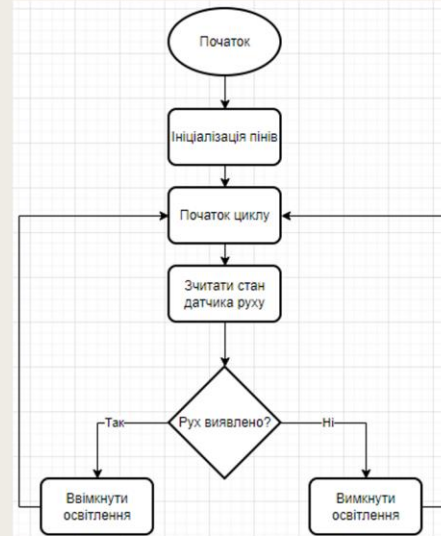 Початок
Ініціалізація пінів
Початок циклу
Зчитати стан
датчика руху
Рух виявлено?
Так
Ні
Ввімкнути
освітлення
Вимкнути
освітлення